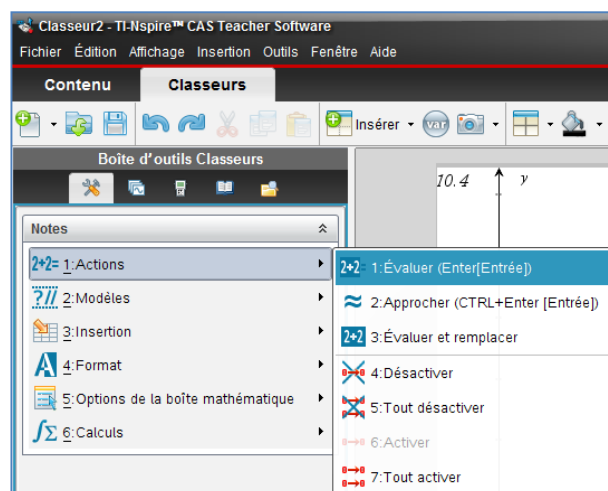 Classeur2 - TI-Nspire™ CAS Teacher Software
Fichier Édition Affichage Insertion Outils Fenêtre Aide
Contenu Classeurs
Insérer var
Boîte d'outils Classeurs
10.4 y
Notes
2+2= 1:Actions
?// 2:Modèles
3:Insertion
A 4:Format
5:Options de la boîte mathématique
∫Σ 6:Calculs
2+2= 1:Évaluer (Enter[Entrée])
≈ 2:Approcher (CTRL+Enter [Entrée])
2+2 3:Évaluer et remplacer
4:Désactiver
5:Tout désactiver
6:Activer
7:Tout activer